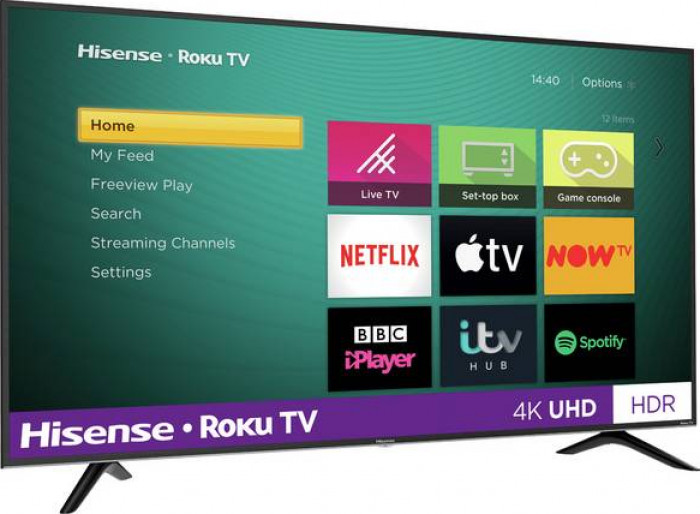 Hisense • Roku TV
14:40 | Options
12 Items
Home
My Feed
Freeview Play
Search
Streaming Channels
Settings
Live TV
Set-top box
Game console
NETFLIX
tv
NOW TV
BBC
iPlayer
itv
HUB
Spotify
Hisense • Roku TV
4K UHD
HDR
Hisense